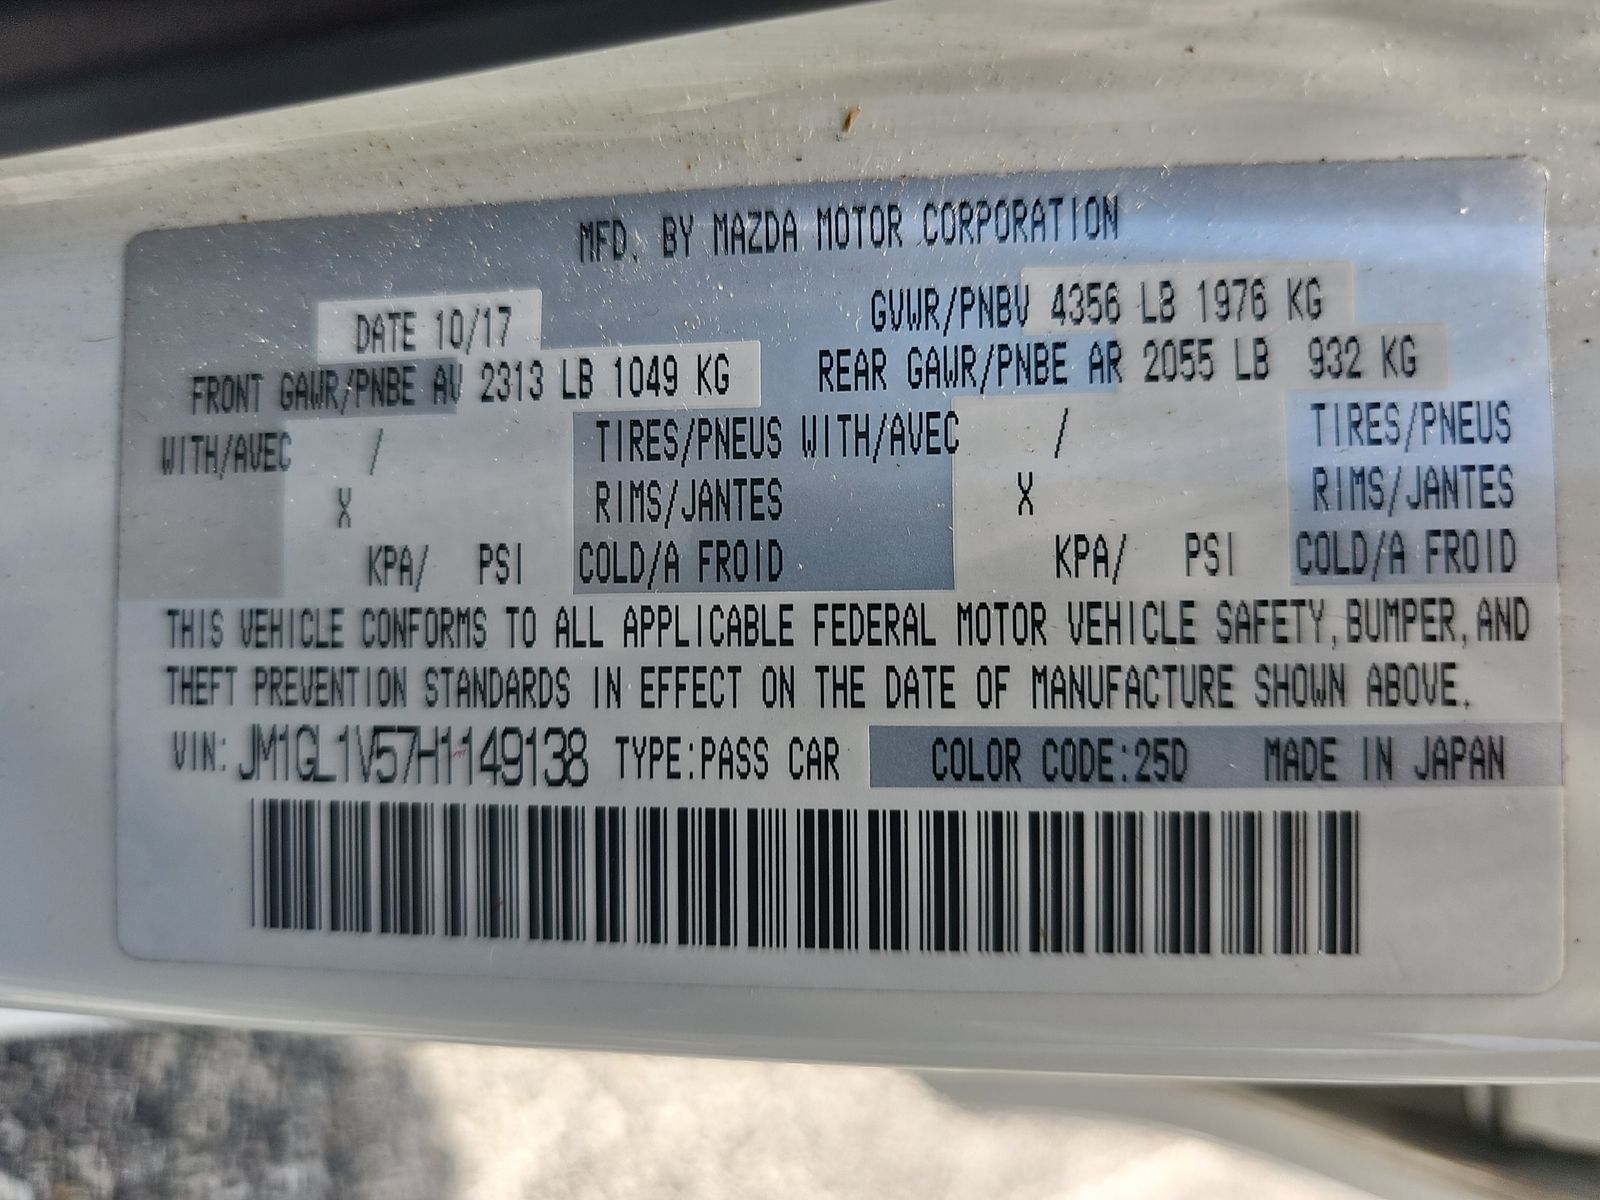 MFD. BY MAZDA MOTOR CORPORATION
DATE 10/17 GVWR/PNBV 4356 LB 1976 KG
FRONT GAWR/PNBE AV 2313 LB 1049 KG REAR GAWR/PNBE AR 2055 LB 932 KG
WITH/AVEC / TIRES/PNEUS WITH/AVEC / TIRES/PNEUS
X RIMS/JANTES X RIMS/JANTES
KPA/ PSI COLD/A FROID KPA/ PSI COLD/A FROID
THIS VEHICLE CONFORMS TO ALL APPLICABLE FEDERAL MOTOR VEHICLE SAFETY, BUMPER, AND
THEFT PREVENTION STANDARDS IN EFFECT ON THE DATE OF MANUFACTURE SHOWN ABOVE.
VIN: JM1GL1V57H1149138 TYPE:PASS CAR COLOR CODE:25D MADE IN JAPAN